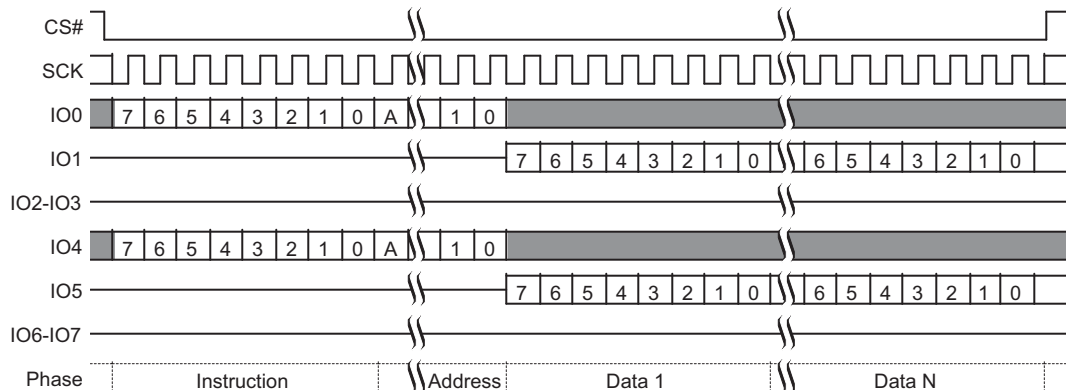 CS#
SCK
IO0 7 6 5 4 3 2 1 0 A 1 0
IO1 7 6 5 4 3 2 1 0 6 5 4 3 2 1 0
IO2-IO3
IO4 7 6 5 4 3 2 1 0 A 1 0
IO5 7 6 5 4 3 2 1 0 6 5 4 3 2 1 0
IO6-IO7
Phase Instruction Address Data 1 Data N